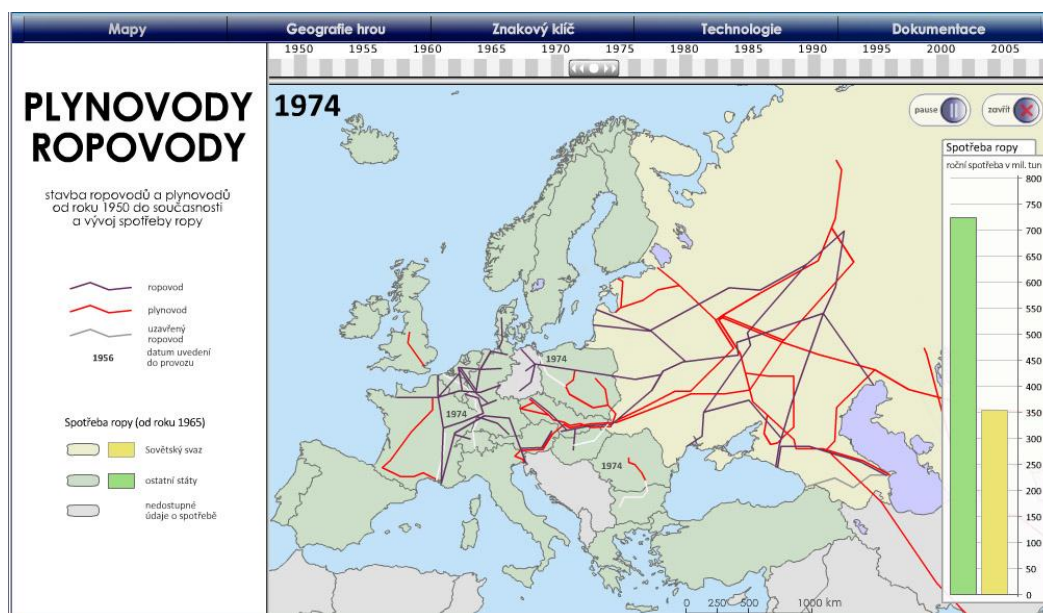 Mapy Geografie hrou Znakový klíč Technologie Dokumentace
1950 1955 1960 1965 1970 1975 1980 1985 1990 1995 2000 2005
PLYNOVODY
ROPOVODY
stavba ropovodů a plynovodů
od roku 1950 do současnosti
a vývoj spotřeby ropy
ropovod
plynovod
uzavřený
ropovod
1956 datum uvedení
do provozu
Spotřeba ropy (od roku 1965)
Sovětský svaz
ostatní státy
nedostupné
údaje o spotřebě
1974
pause
zavřít
1974
1974
1974
0 250 500 1000 km
Spotřeba ropy
roční spotřeba v mil. tun
800
750
700
650
600
550
500
450
400
350
300
250
200
150
100
50
0